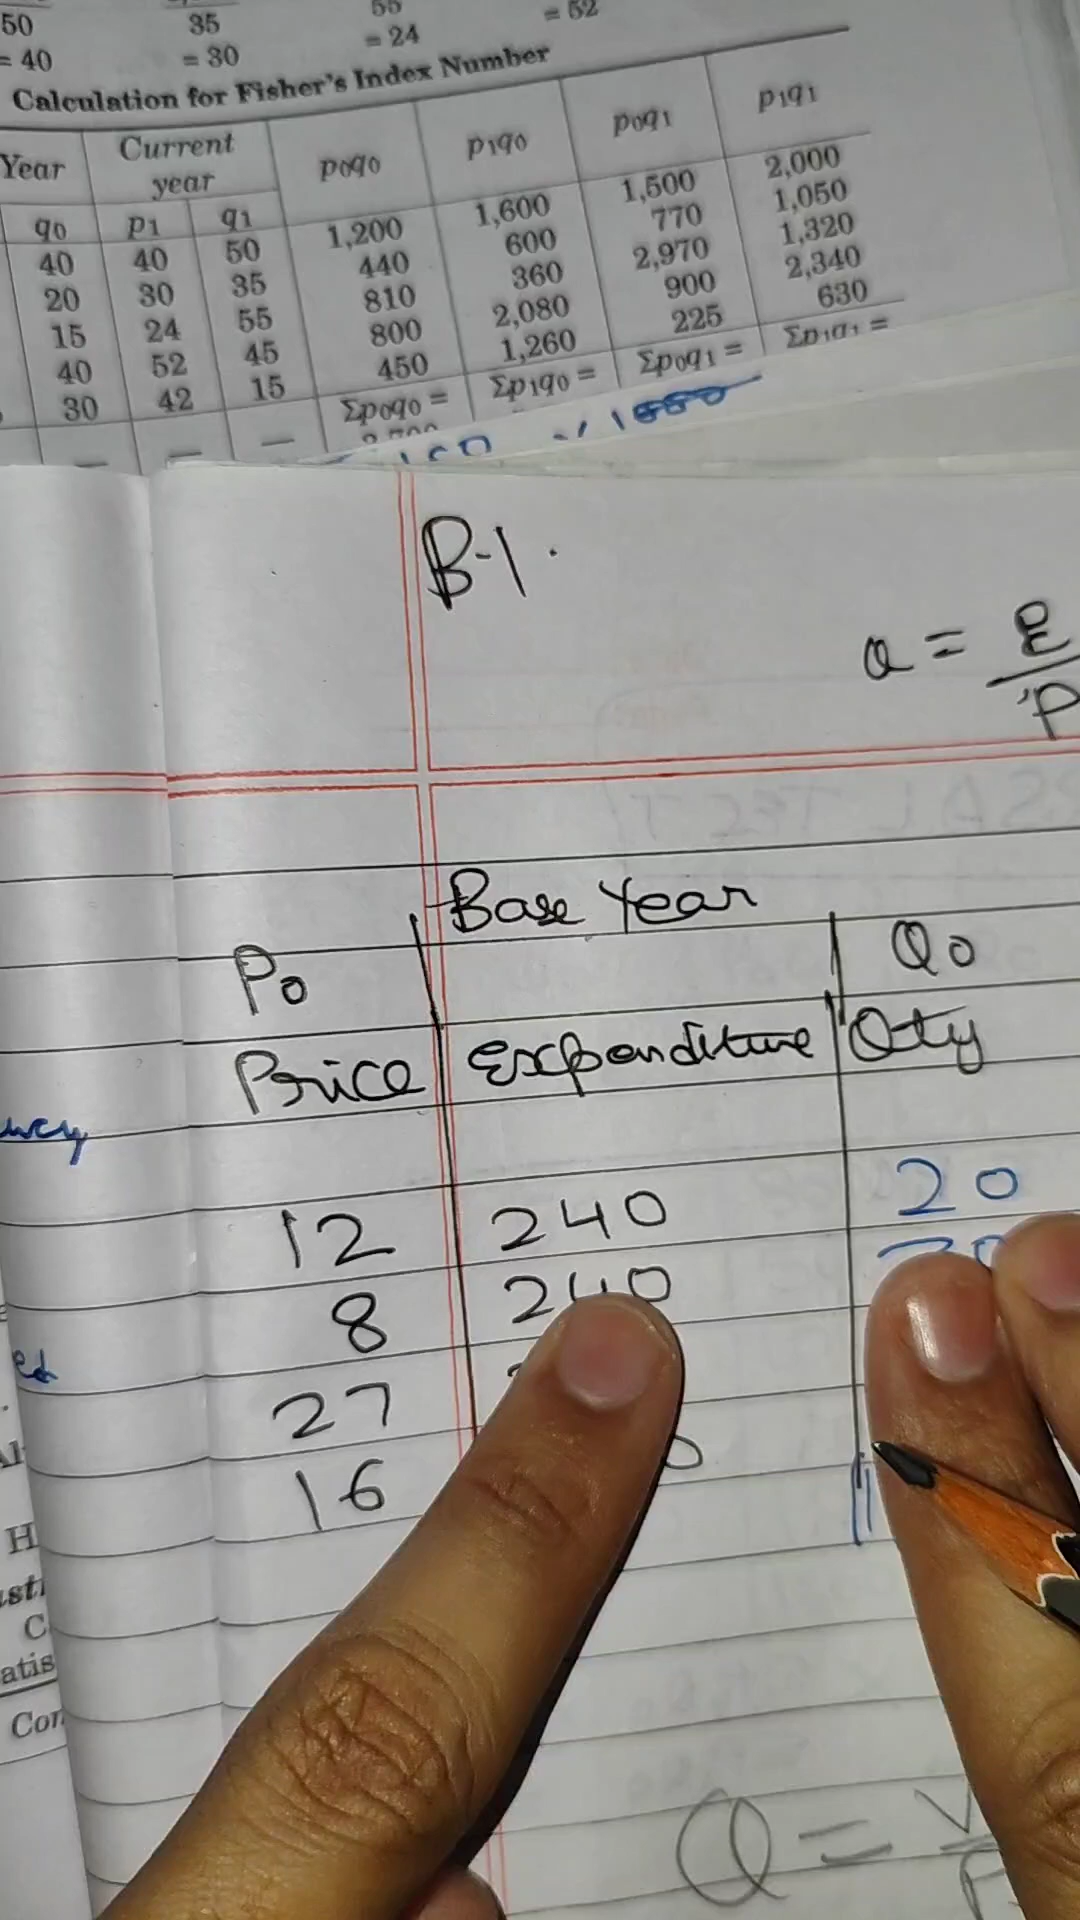 50 35 55 = 52
= 40 = 30 = 24
Calculation for Fisher's Index Number
Year Current year p0q0 p1q0 p0q1 p1q1
q0 p1 q1
40 40 50 1,200 1,600 1,500 2,000
20 30 35 440 600 770 1,050
15 24 55 810 360 2,970 1,320
40 52 45 800 2,080 900 2,340
30 42 15 450 1,260 225 630
— — — Σp0q0 = Σp1q0 = Σp0q1 = Σp1q1 =
B-1.
Q = E
P
Base Year
P0 Q0
Price Expenditure Qty
12 240 20
8 240
27
16
Q = V
P